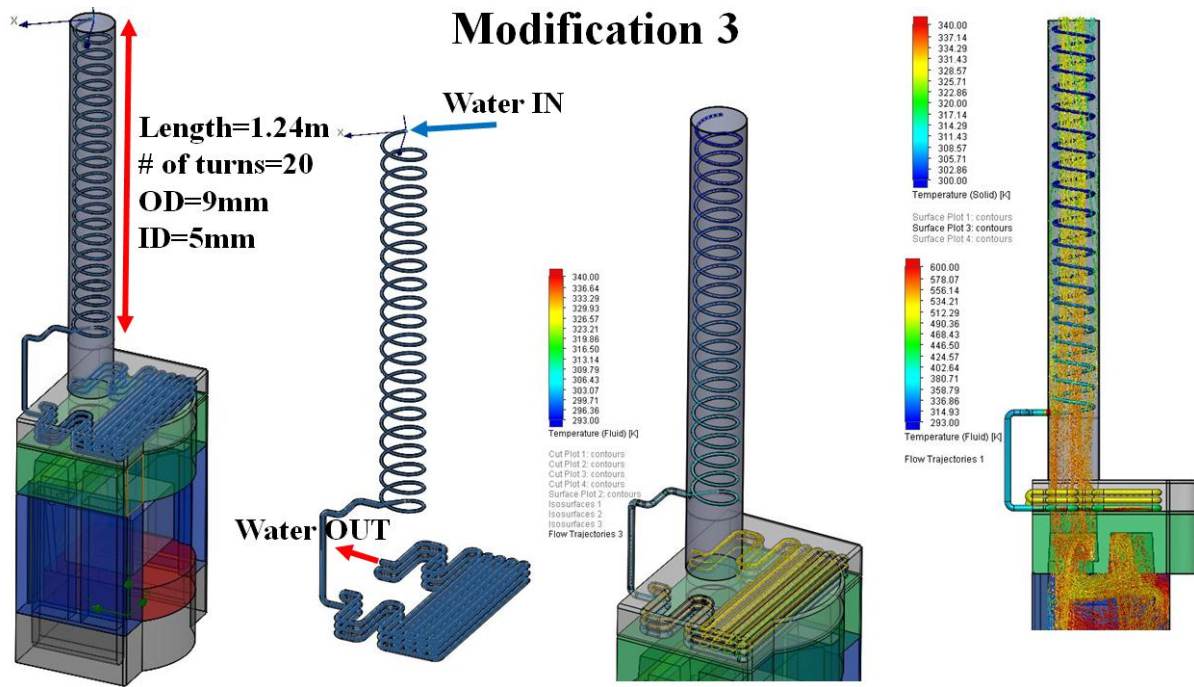 Modification 3
X
Length=1.24m
# of turns=20
OD=9mm
ID=5mm
Water IN
x
Water OUT
340.00
336.64
333.29
329.93
326.57
323.21
319.86
316.50
313.14
309.79
306.43
303.07
299.71
296.36
293.00
Temperature (Fluid) [K]
Cut Plot 1: contours
Cut Plot 2: contours
Cut Plot 3: contours
Cut Plot 4: contours
Surface Plot 2: contours
Isosurfaces 1
Isosurfaces 2
Isosurfaces 3
Flow Trajectories 3
340.00
337.14
334.29
331.43
328.57
325.71
322.86
320.00
317.14
314.29
311.43
308.57
305.71
302.86
300.00
Temperature (Solid) [K]
Surface Plot 1: contours
Surface Plot 3: contours
Surface Plot 4: contours
600.00
578.07
556.14
534.21
512.29
490.36
468.43
446.50
424.57
402.64
380.71
358.79
336.86
314.93
293.00
Temperature (Fluid) [K]
Flow Trajectories 1